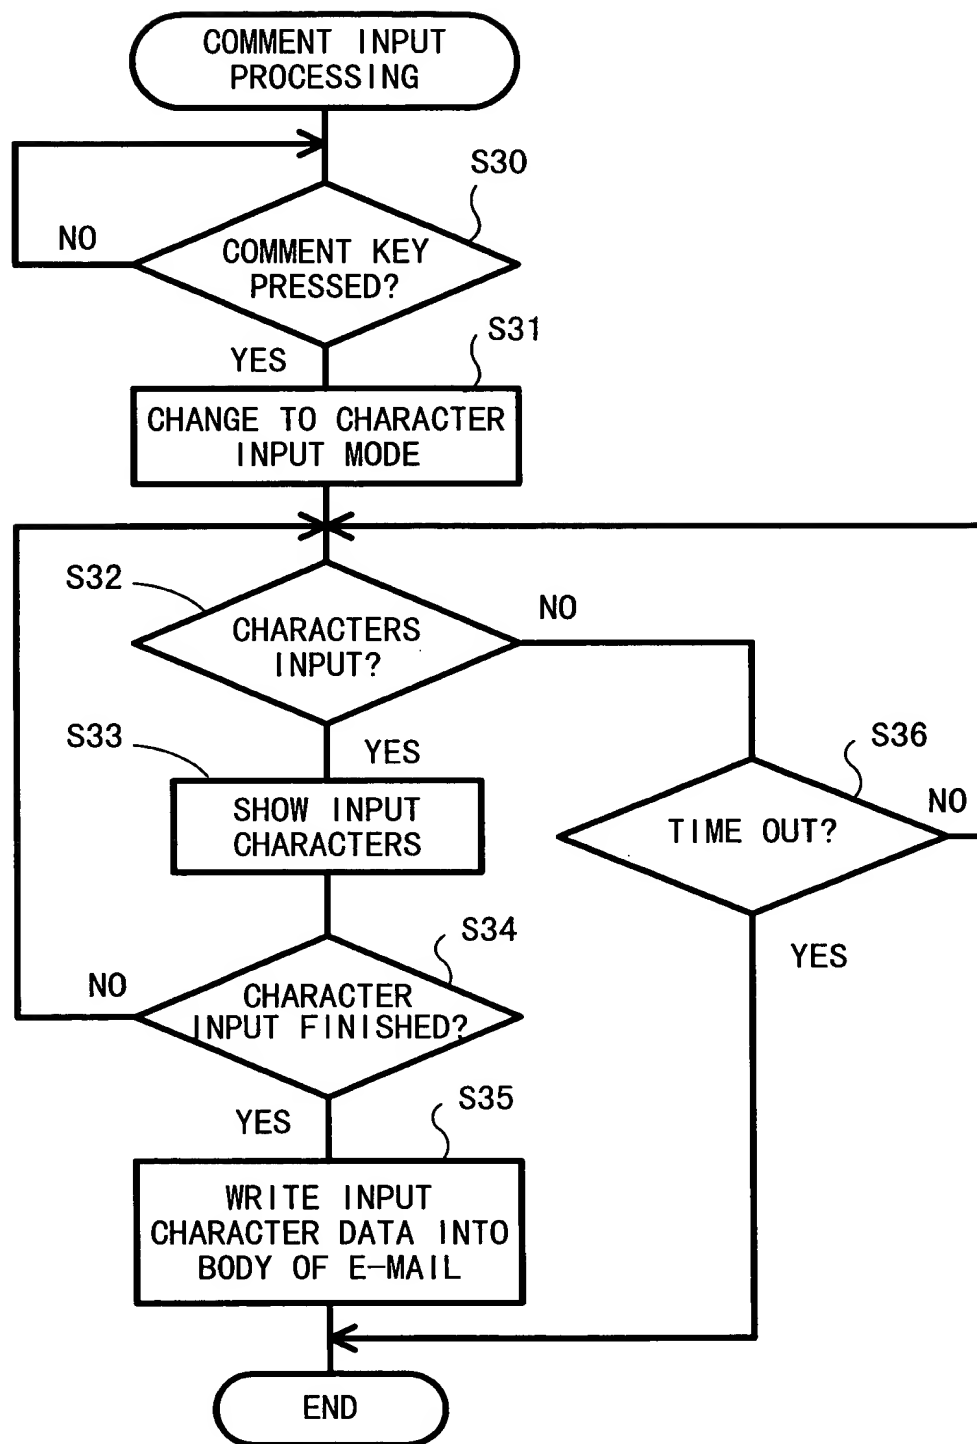 COMMENT INPUT
PROCESSING
S30
NO
COMMENT KEY
PRESSED?
S31
YES
CHANGE TO CHARACTER
INPUT MODE
S32
NO
CHARACTERS
INPUT?
S33
YES
S36
SHOW INPUT
CHARACTERS
NO
TIME OUT?
S34
YES
NO
CHARACTER
INPUT FINISHED?
S35
YES
WRITE INPUT
CHARACTER DATA INTO
BODY OF E-MAIL
END